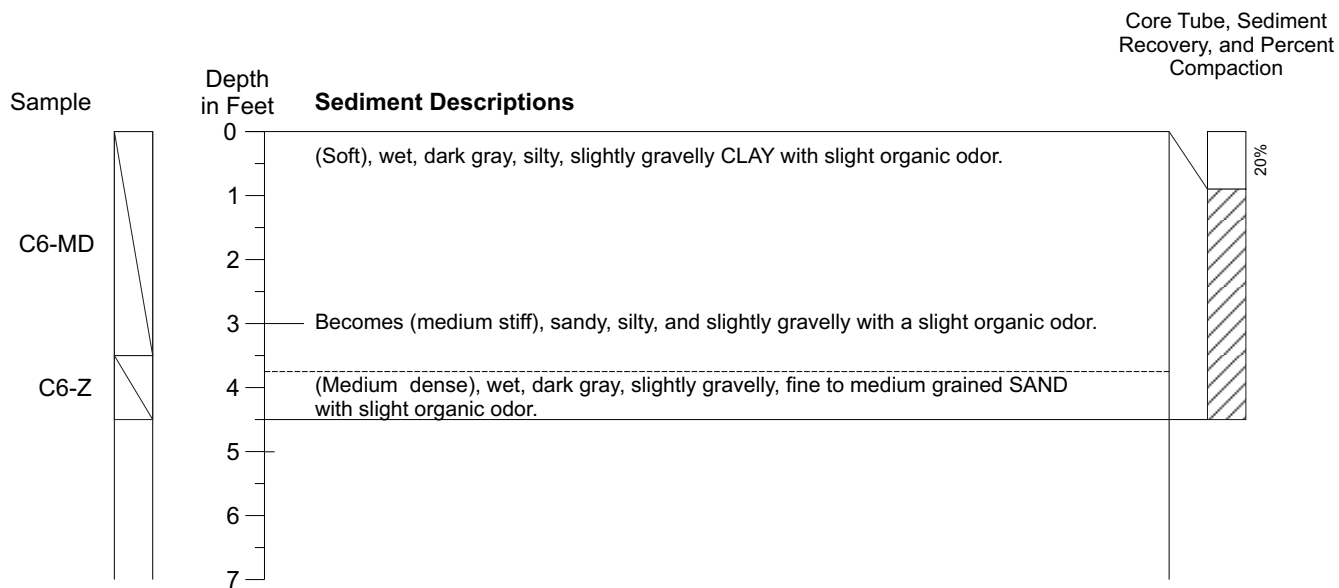 Core Tube, Sediment
Recovery, and Percent
Compaction
Sample
Depth
in Feet
Sediment Descriptions
0
(Soft), wet, dark gray, silty, slightly gravelly CLAY with slight organic odor.
20%
1
C6-MD
2
3
Becomes (medium stiff), sandy, silty, and slightly gravelly with a slight organic odor.
C6-Z
4
(Medium dense), wet, dark gray, slightly gravelly, fine to medium grained SAND
with slight organic odor.
5
6
7